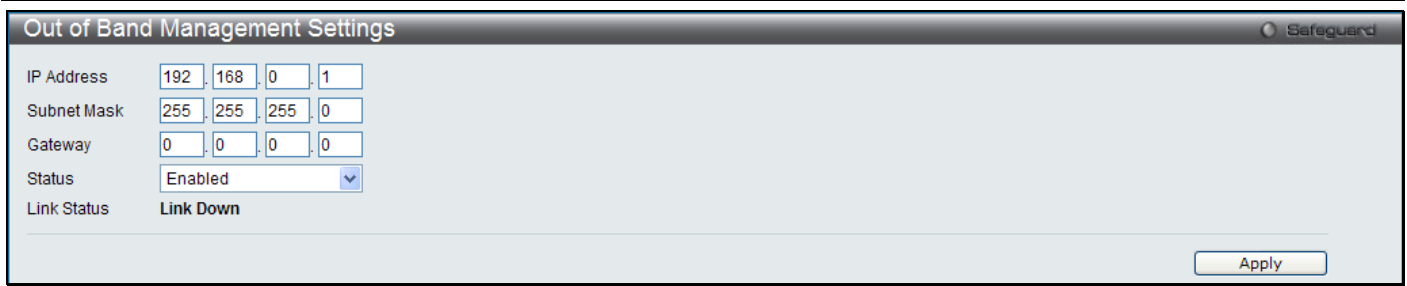 Out of Band Management Settings
Safeguard
IP Address 192 . 168 . 0 . 1
Subnet Mask 255 . 255 . 255 . 0
Gateway 0 . 0 . 0 . 0
Status Enabled
Link Status Link Down
Apply